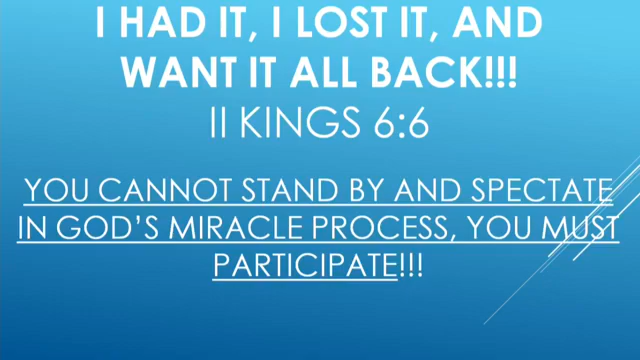 I HAD IT, I LOST IT, AND
WANT IT ALL BACK!!!
II KINGS 6:6
YOU CANNOT STAND BY AND SPECTATE
IN GOD'S MIRACLE PROCESS, YOU MUST
PARTICIPATE!!!